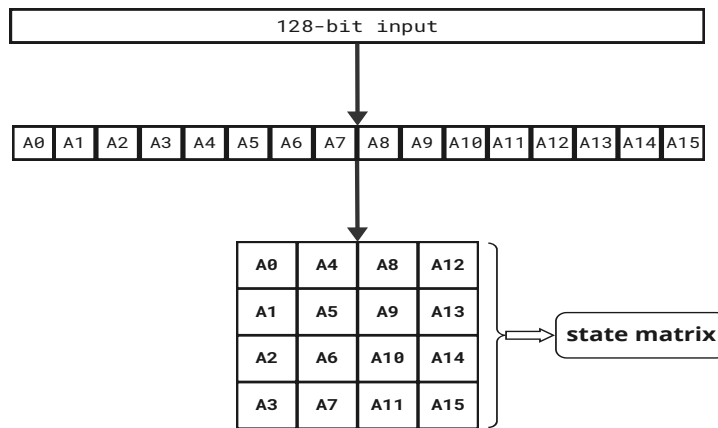 128-bit input
A0 A1 A2 A3 A4 A5 A6 A7 A8 A9 A10 A11 A12 A13 A14 A15
A0 A4 A8 A12
A1 A5 A9 A13
state matrix
A2 A6 A10 A14
A3 A7 A11 A15